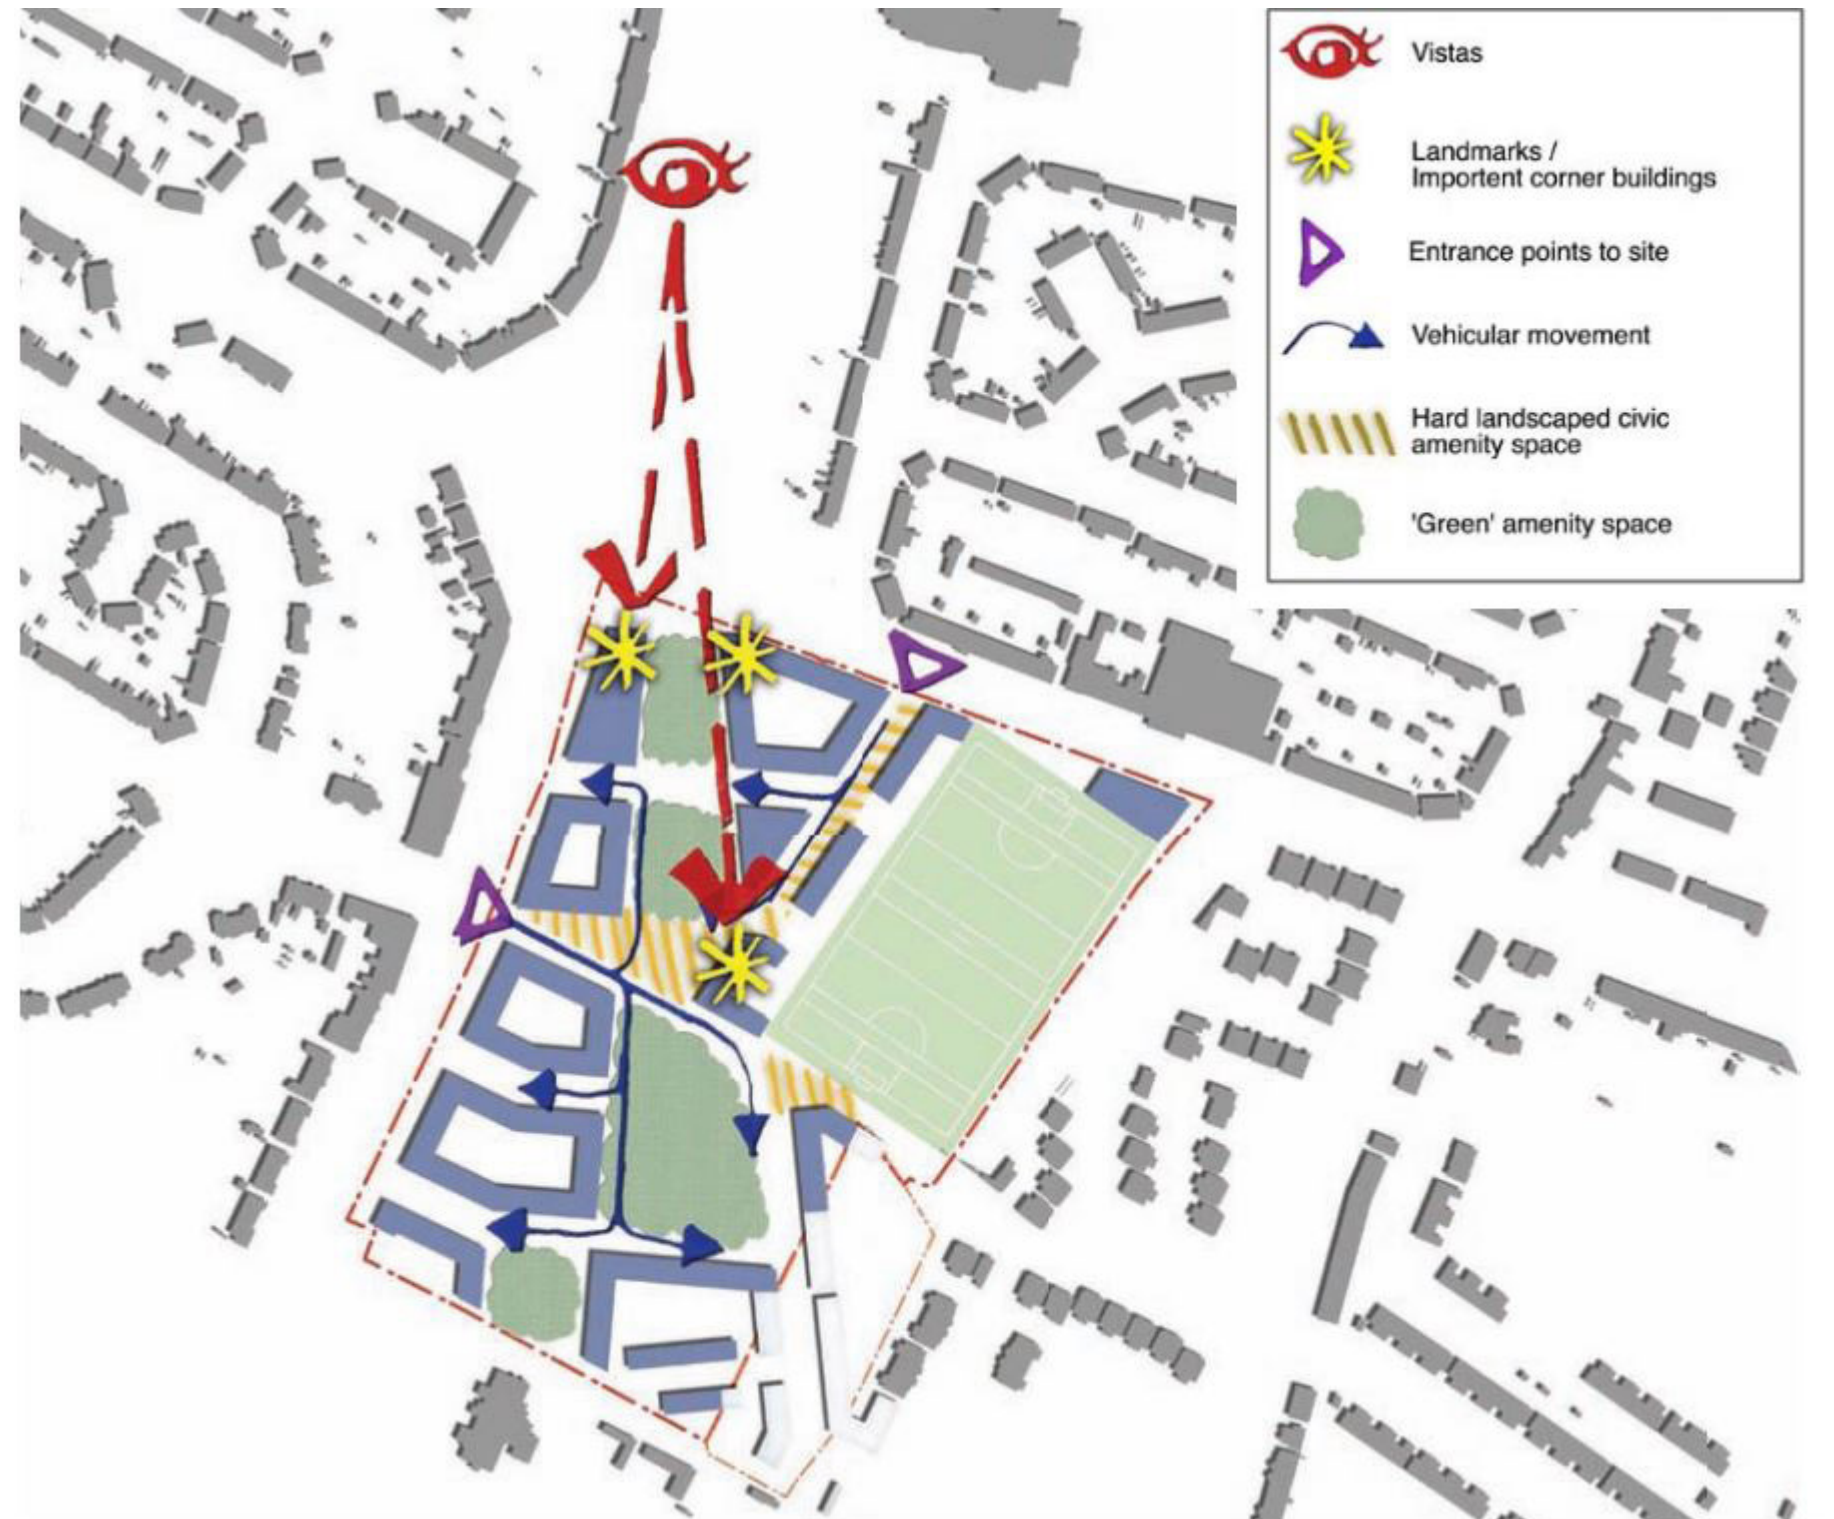 Vistas
Landmarks /
Importent corner buildings
Entrance points to site
Vehicular movement
Hard landscaped civic
amenity space
'Green' amenity space